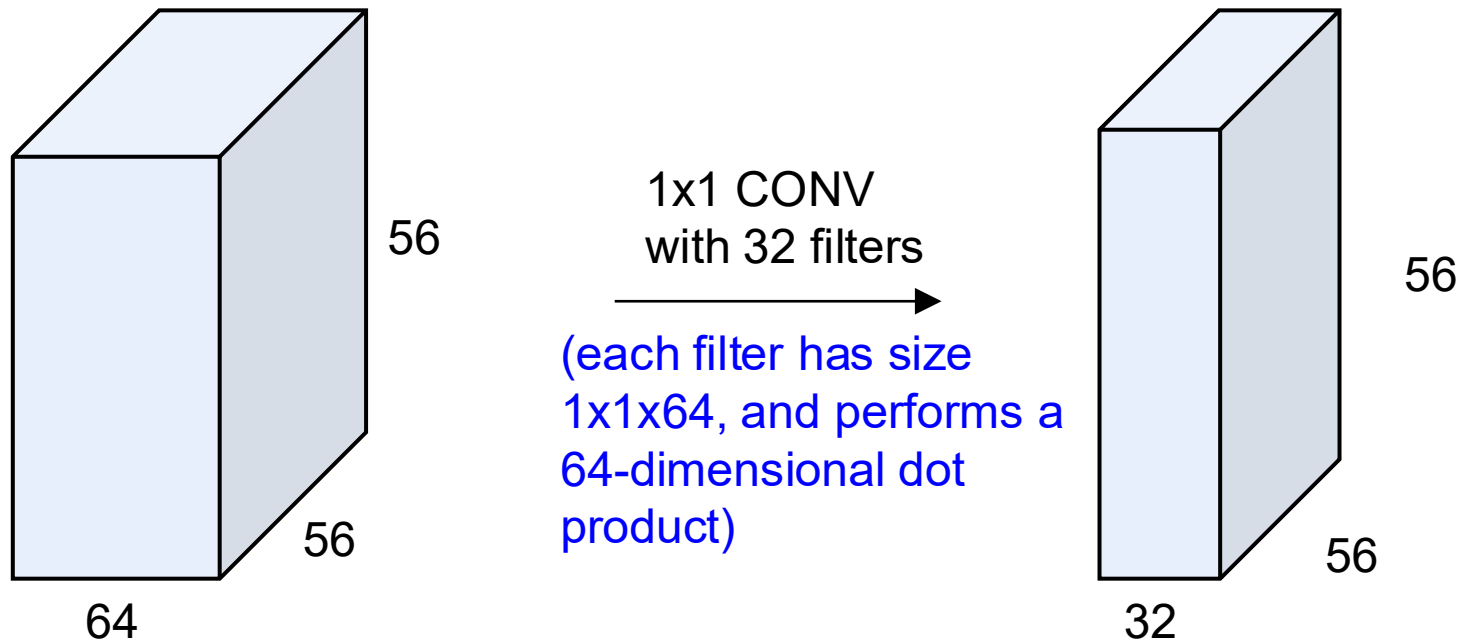 56
56
64
1x1 CONV
with 32 filters
(each filter has size
1x1x64, and performs a
64-dimensional dot
product)
56
56
32